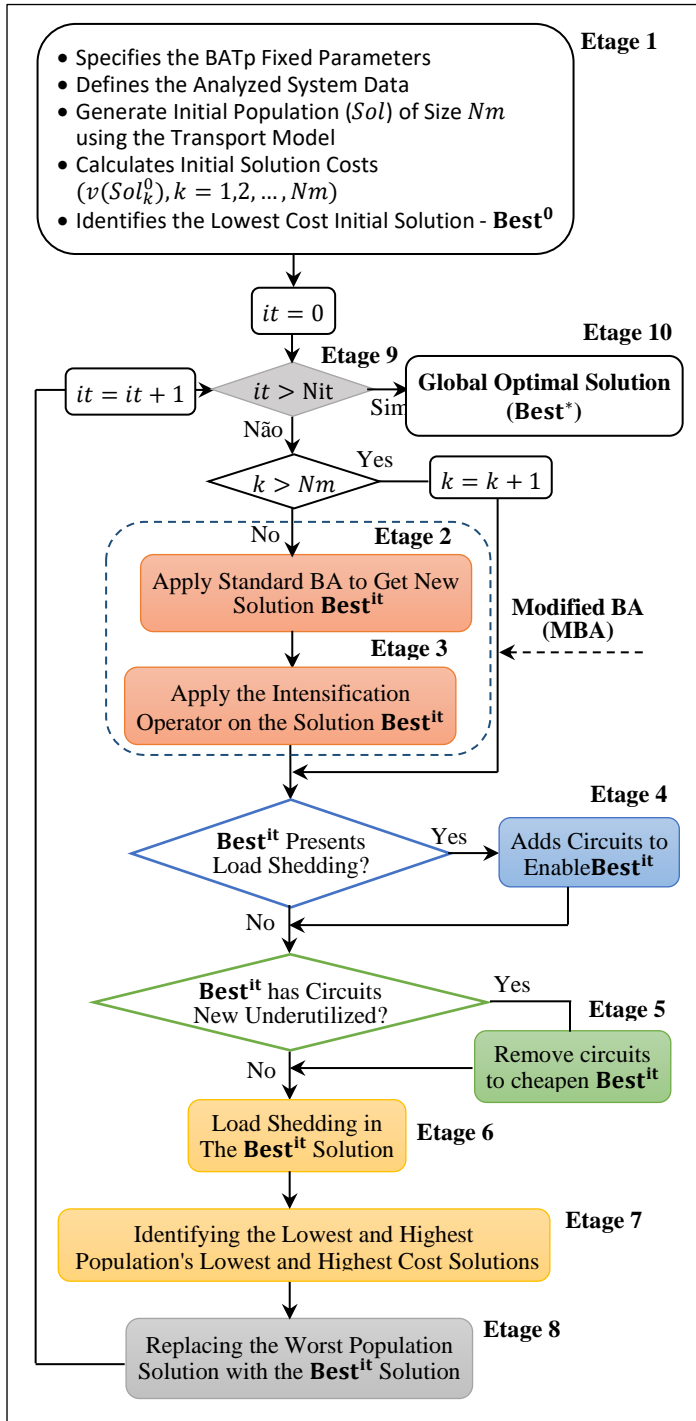 Etage 1
• Specifies the BATp Fixed Parameters
• Defines the Analyzed System Data
• Generate Initial Population (Sol) of Size Nm
using the Transport Model
• Calculates Initial Solution Costs
(v(Sol⁰ₖ), k = 1,2, … , Nm)
• Identifies the Lowest Cost Initial Solution - Best⁰
it = 0
Etage 10
Etage 9
it = it + 1
it > Nit
Sim
Global Optimal Solution
(Best*)
Não
Yes
k > Nm
k = k + 1
No
Etage 2
Apply Standard BA to Get New
Solution Bestⁱᵗ
Modified BA
(MBA)
Etage 3
Apply the Intensification
Operator on the Solution Bestⁱᵗ
Etage 4
Bestⁱᵗ Presents
Load Shedding?
Yes
Adds Circuits to
EnableBestⁱᵗ
No
Bestⁱᵗ has Circuits
New Underutilized?
Yes
Etage 5
Remove circuits
to cheapen Bestⁱᵗ
No
Load Shedding in
The Bestⁱᵗ Solution
Etage 6
Etage 7
Identifying the Lowest and Highest
Population's Lowest and Highest Cost Solutions
Etage 8
Replacing the Worst Population
Solution with the Bestⁱᵗ Solution